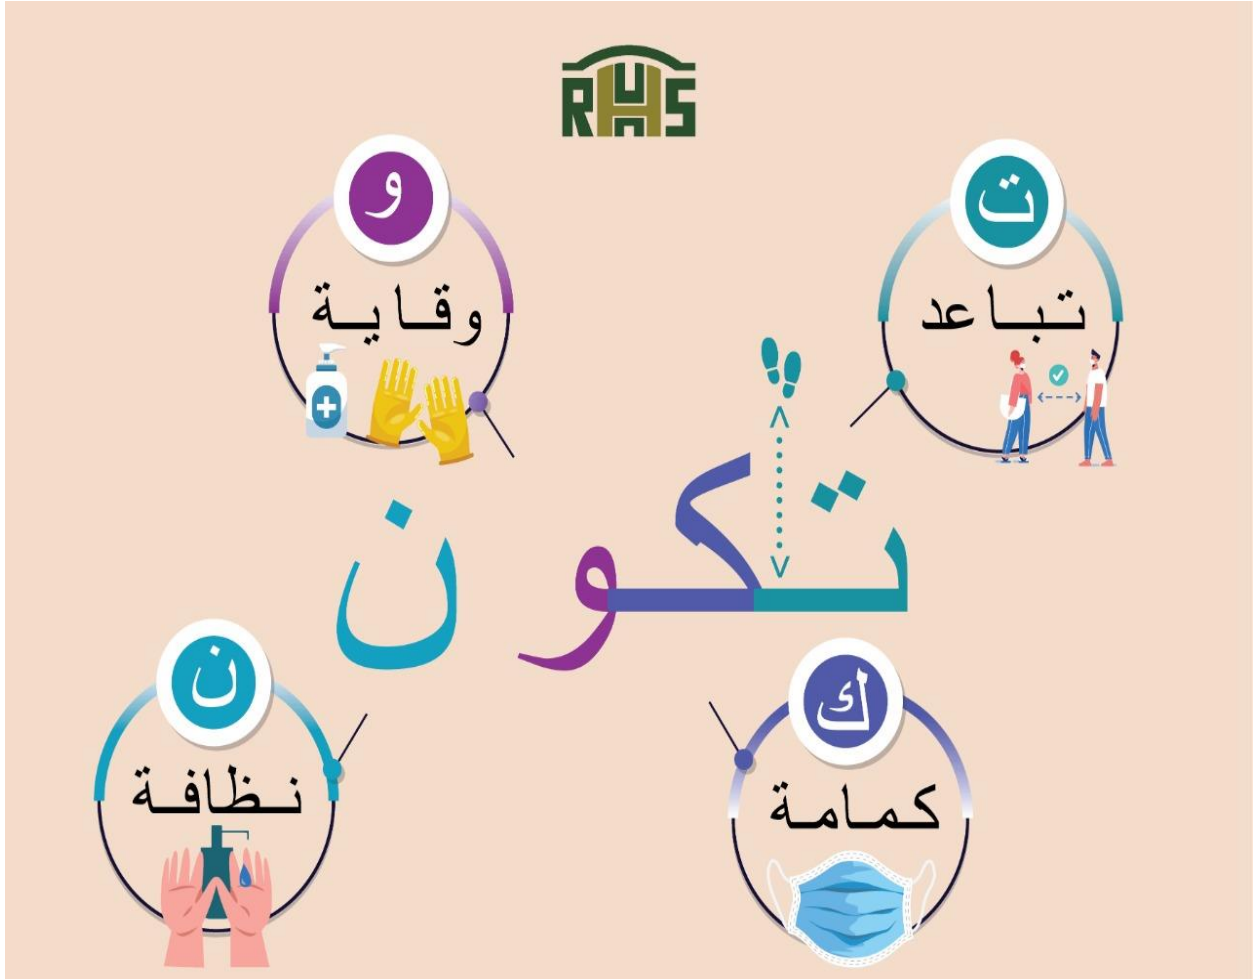 RHS
ت
تباعد
و
وقاية
تكون
ك
كمامة
ن
نظافة